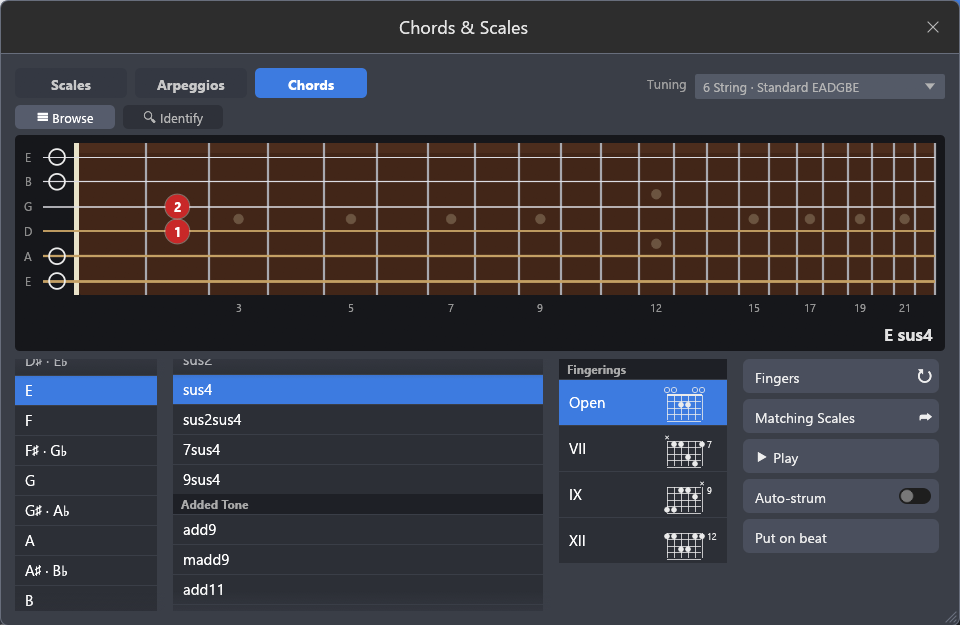 Chords & Scales
Scales
Arpeggios
Chords
Tuning
6 String · Standard EADGBE
Browse
Identify
E
B
G
2
D
1
A
E
3 5 7 9 12 15 17 19 21
E sus4
D♯ · E♭
E
F
F♯ · G♭
G
G♯ · A♭
A
A♯ · B♭
B
sus2
sus4
sus2sus4
7sus4
9sus4
Added Tone
add9
madd9
add11
Fingerings
Open
VII
7
IX
9
XII
12
Fingers
Matching Scales
Play
Auto-strum
Put on beat